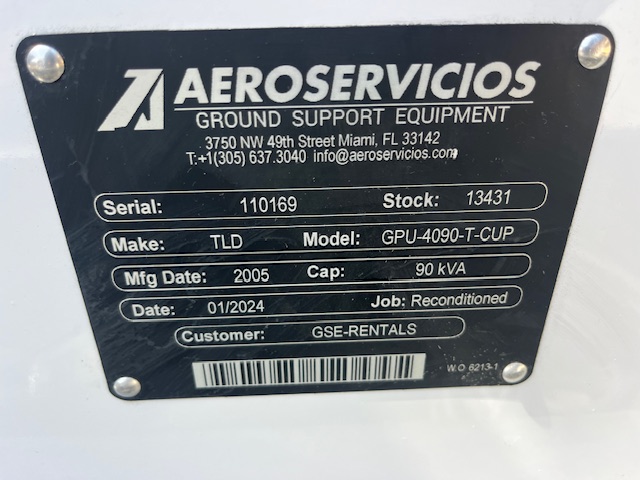 AEROSERVICIOS
GROUND SUPPORT EQUIPMENT
3750 NW 49th Street Miami, FL 33142
T:+1(305) 637.3040 info@aeroservicios.com
Serial: 110169 Stock: 13431
Make: TLD Model: GPU-4090-T-CUP
Mfg Date: 2005 Cap: 90 kVA
Date: 01/2024 Job: Reconditioned
Customer: GSE-RENTALS
W.O 6213-1